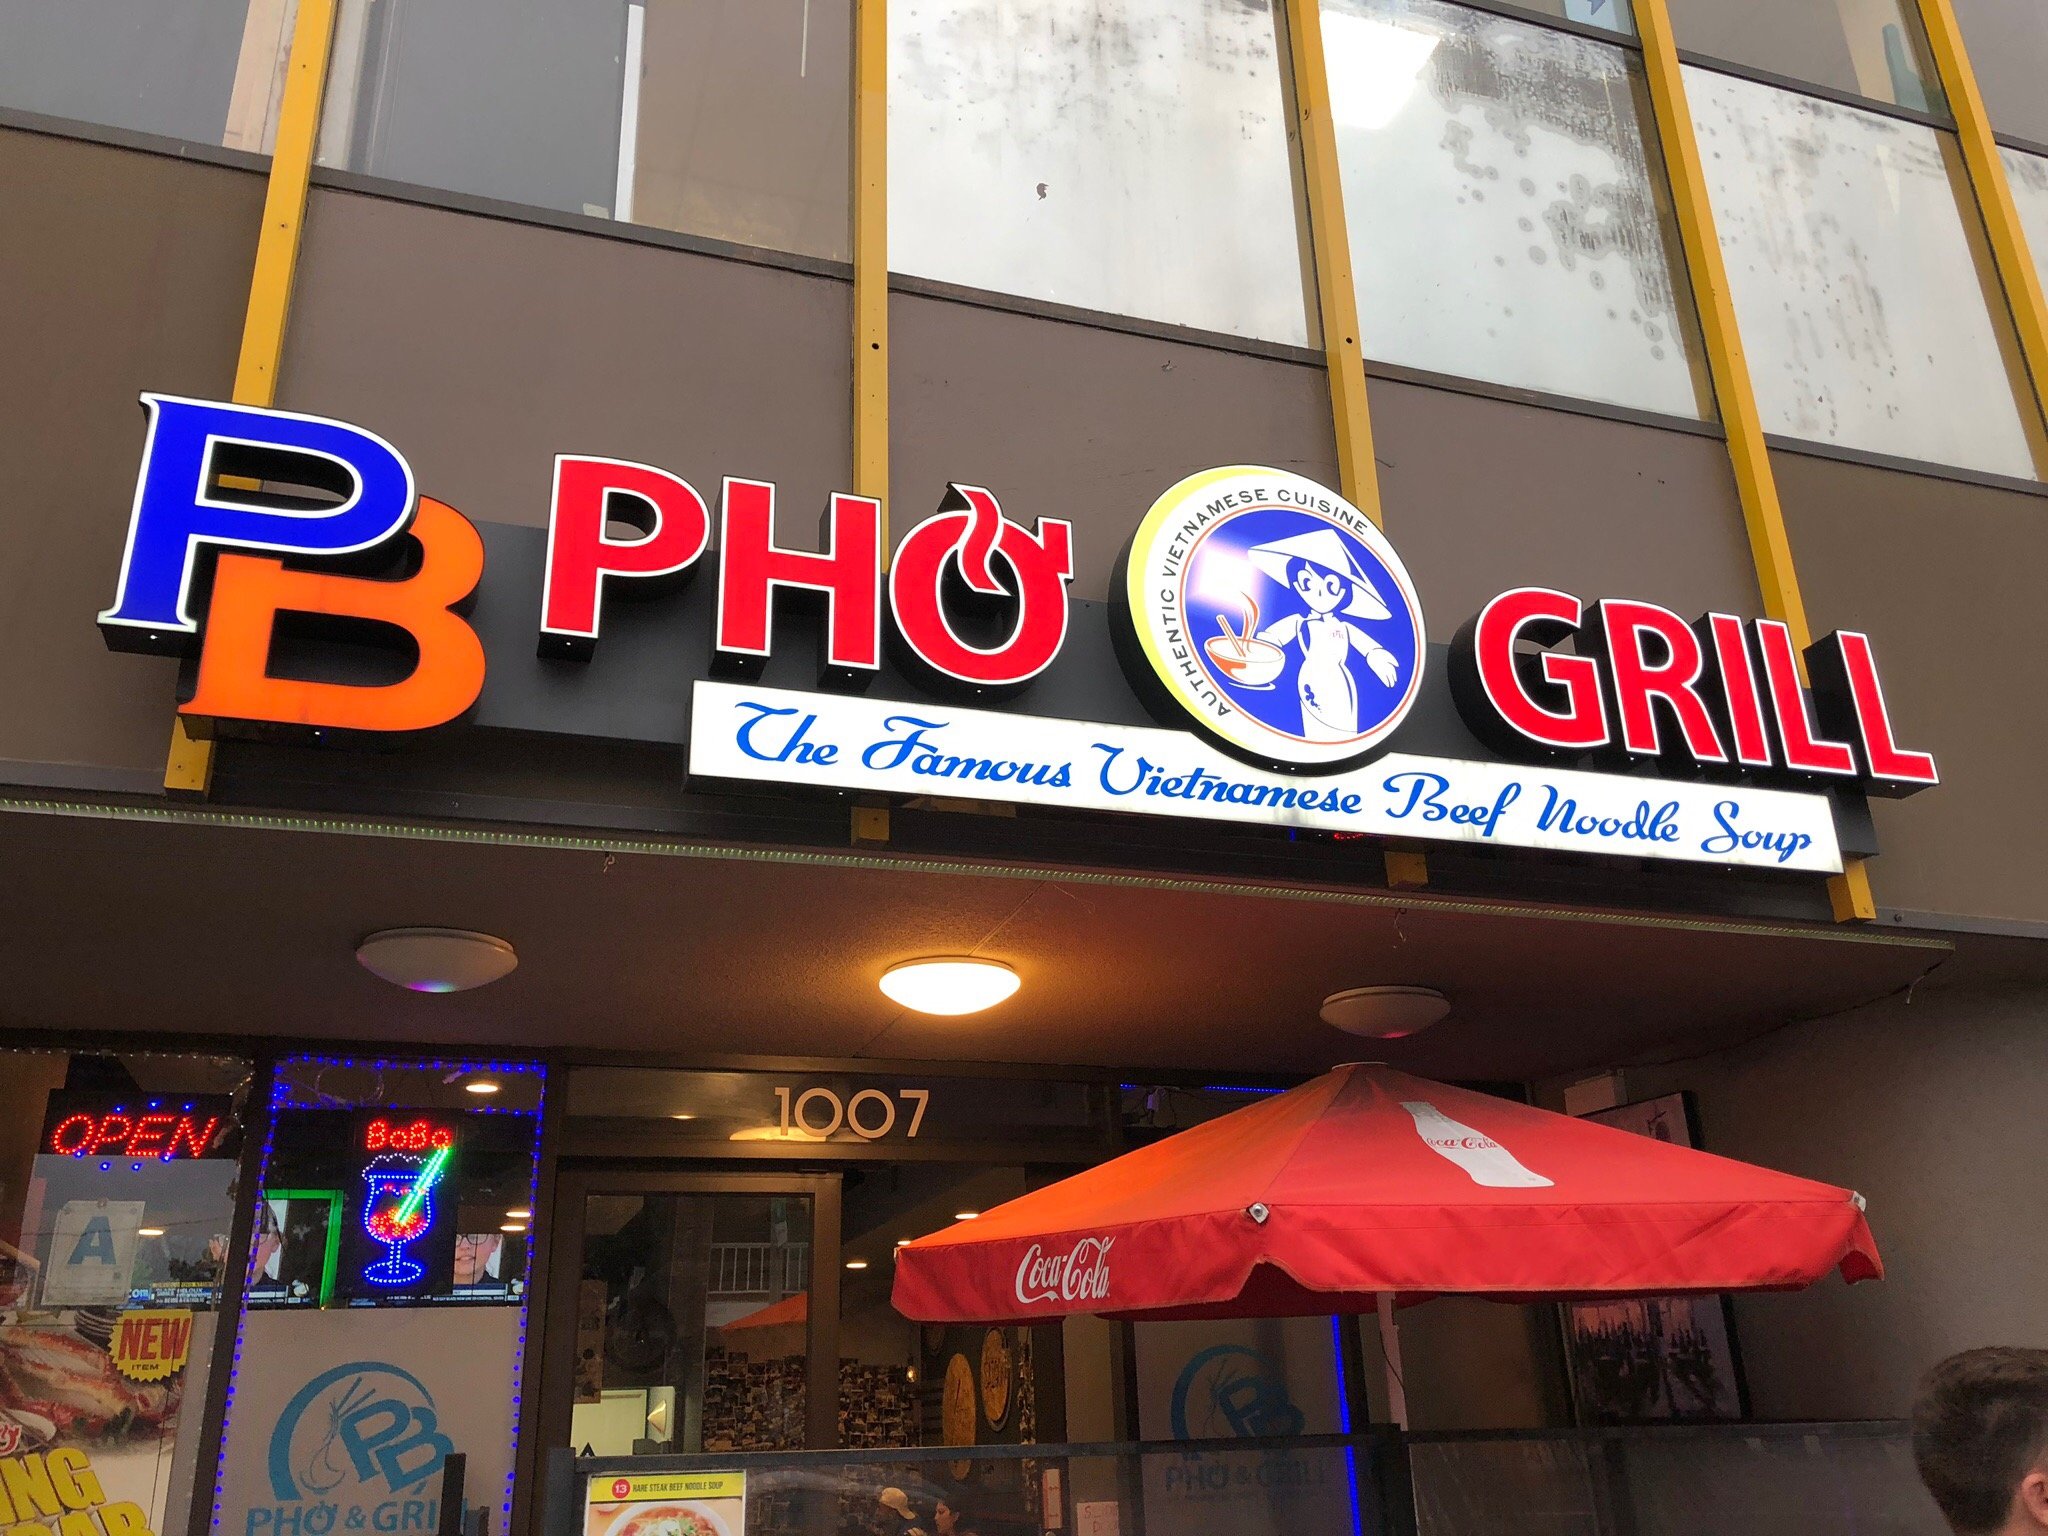 PB PHỞ GRILL
AUTHENTIC VIETNAMESE CUISINE
The Famous Vietnamese Beef Noodle Soup
1007
OPEN
BoBa
A
NEW
ITEM
Coca-Cola
Coca-Cola
PB
PHỞ & GRILL
PB
PHỞ & GRILL
13 RARE STEAK BEEF NOODLE SOUP